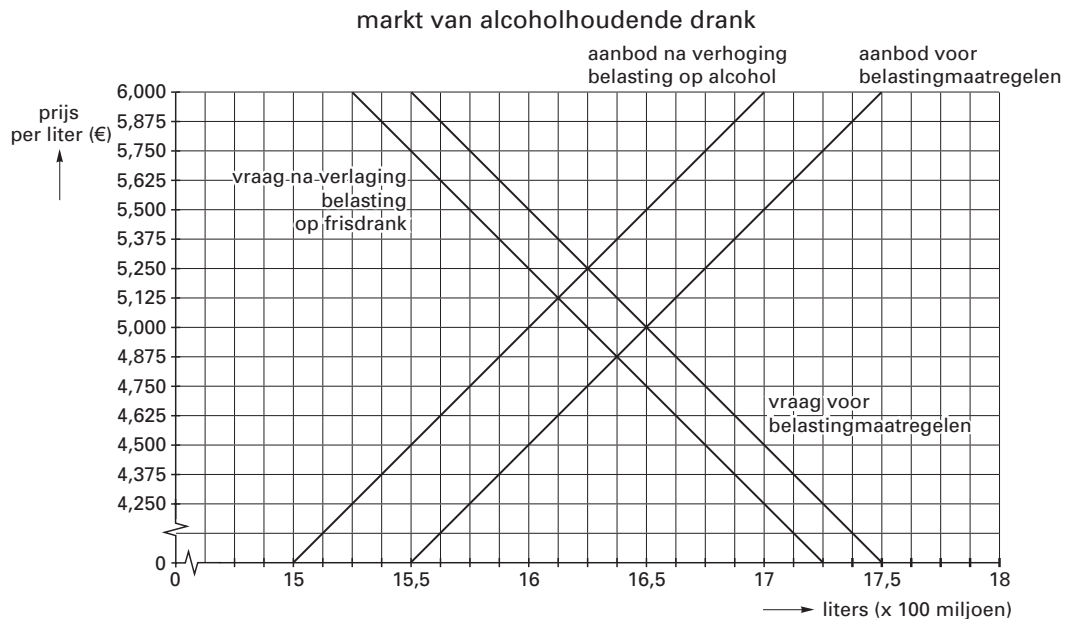 markt van alcoholhoudende drank
aanbod na verhoging
belasting op alcohol
aanbod voor
belastingmaatregelen
prijs
per liter (€)
6,000
5,875
5,750
5,625
5,500
5,375
5,250
5,125
5,000
4,875
4,750
4,625
4,500
4,375
4,250
0
vraag na verlaging
belasting
op frisdrank
vraag voor
belastingmaatregelen
0 15 15,5 16 16,5 17 17,5 18
liters (x 100 miljoen)